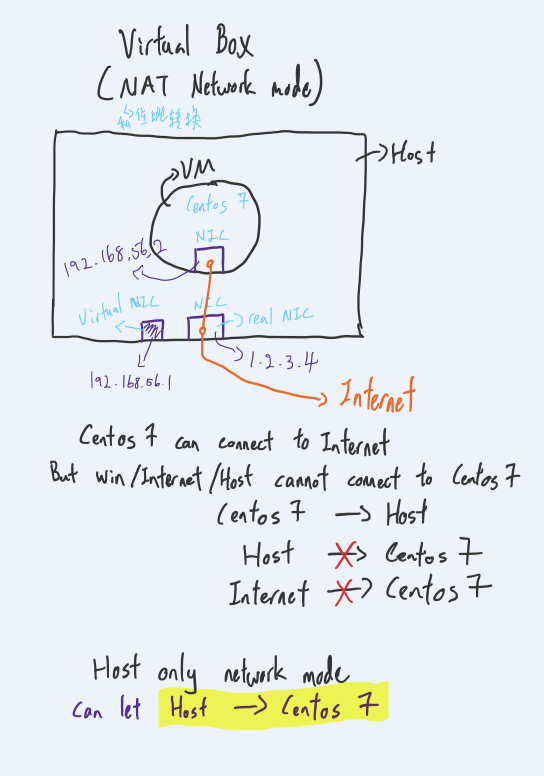 Virtual Box
(NAT Network mode)
位址转换
Host
VM
Centos 7
NIC
192.168.56.2
Virtual NIC
NIC
real NIC
192.168.56.1
1.2.3.4
Internet
Centos 7 can connect to Internet
But win/Internet/Host cannot connect to Centos 7
Centos 7 → Host
Host → Centos 7
Internet → Centos 7
Host only network mode
can let Host → Centos 7